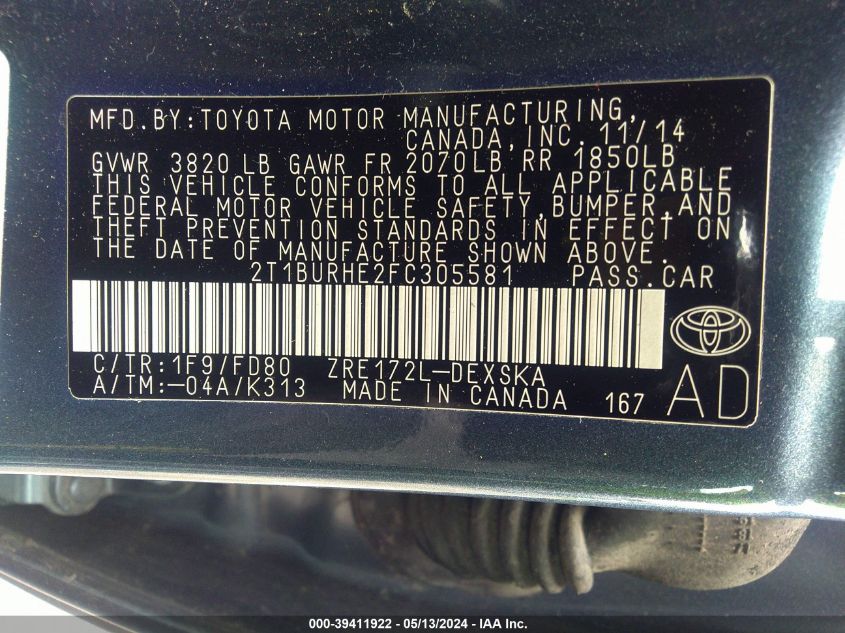 MFD.BY:TOYOTA MOTOR MANUFACTURING,
CANADA,INC. 11/14
GVWR 3820 LB GAWR FR 2070LB RR 1850LB
THIS VEHICLE CONFORMS TO ALL APPLICABLE
FEDERAL MOTOR VEHICLE SAFETY,BUMPER,AND
THEFT PREVENTION STANDARDS IN EFFECT ON
THE DATE OF MANUFACTURE SHOWN ABOVE.
2T1BURHE2FC305581 PASS.CAR
C/TR:1F9/FD80 ZRE172L-DEXSKA
A/TM:-04A/K313 MADE IN CANADA 167 AD
000-39411922 - 05/13/2024 - IAA Inc.